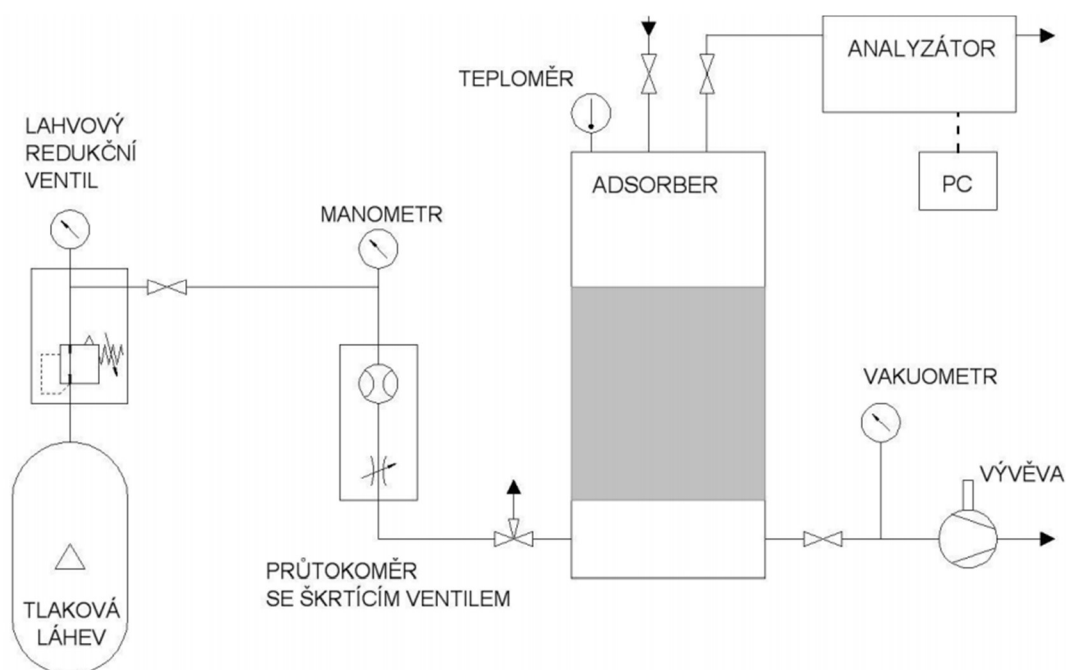 ANALYZÁTOR
TEPLOMĚR
LAHVOVÝ
REDUKČNÍ
VENTIL
ADSORBER
PC
MANOMETR
VAKUOMETR
VÝVĚVA
PRŮTOKOMĚR
SE ŠKRTÍCÍM VENTILEM
TLAKOVÁ
LÁHEV